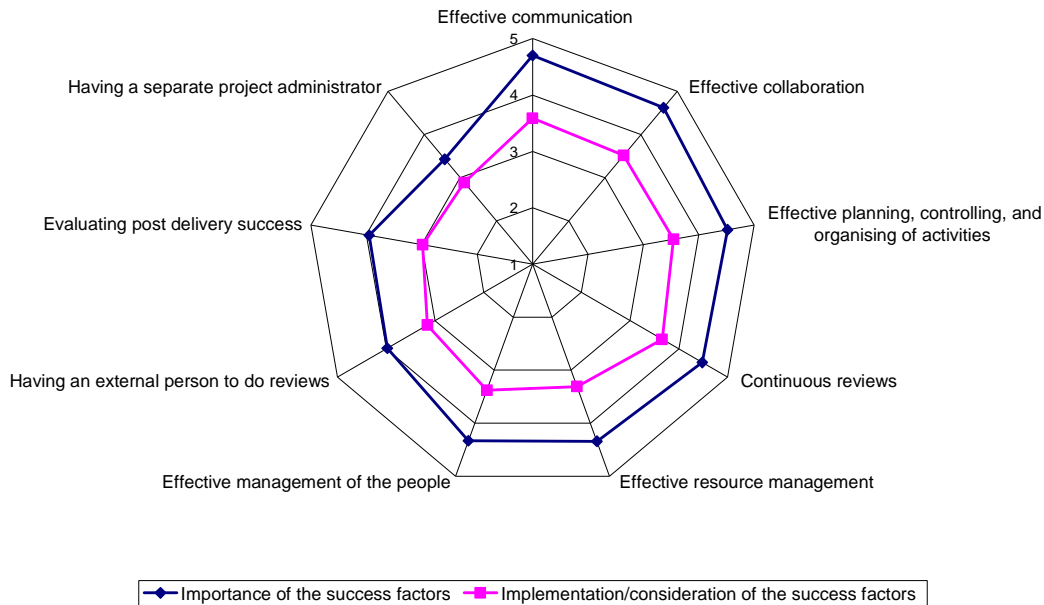 Effective communication
5
Having a separate project administrator
Effective collaboration
4
3
Evaluating post delivery success
Effective planning, controlling, and
organising of activities
2
1
Having an external person to do reviews
Continuous reviews
Effective management of the people
Effective resource management
Importance of the success factors
Implementation/consideration of the success factors